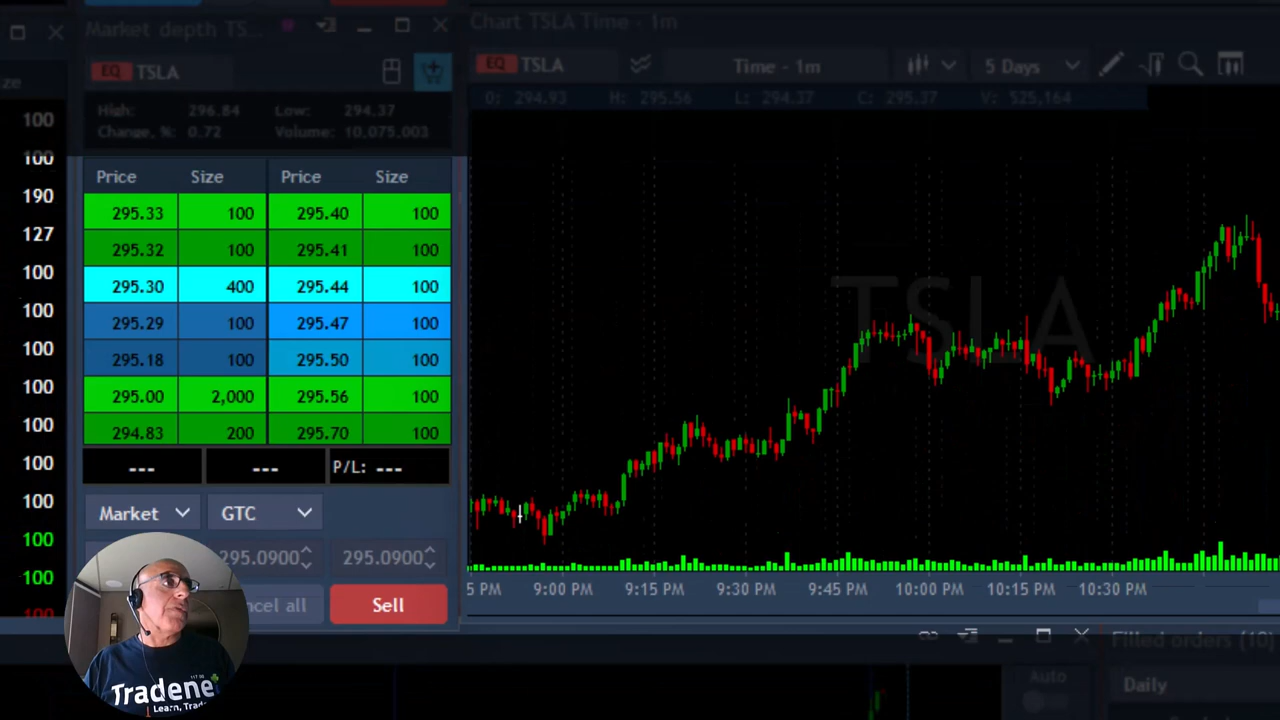 Market depth TS...
Chart TSLA Time - 1m
ze
EQ TSLA
EQ TSLA
Time - 1m
5 Days
High: 296.84 Low: 294.37
Change, %: 0.72 Volume: 10,075,003
O: 294.93 H: 295.56 L: 294.37 C: 295.37 V: 525,164
100
100
190
127
100
100
100
100
100
100
100
100
100
Price Size Price Size
295.33 100 295.40 100
295.32 100 295.41 100
295.30 400 295.44 100
295.29 100 295.47 100
295.18 100 295.50 100
295.00 2,000 295.56 100
294.83 200 295.70 100
--- --- P/L: ---
Market GTC
295.0900 295.0900
ncel all Sell
TSLA
5 PM 9:00 PM 9:15 PM 9:30 PM 9:45 PM 10:00 PM 10:15 PM 10:30 PM
Filled orders (10)
Auto
Daily
Tradene
Learn, Trad